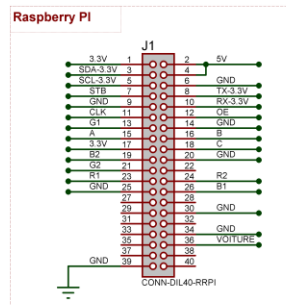 Raspberry PI
J1
3.3V 1 2 5V
SDA-3.3V 3 4
SCL-3.3V 5 6 GND
STB 7 8 TX-3.3V
GND 9 10 RX-3.3V
CLK 11 12 OE
G1 13 14 GND
A 15 16 B
3.3V 17 18 C
B2 19 20 GND
G2 21 22
R1 23 24 R2
GND 25 26 B1
27 28
29 30 GND
31 32
33 34 GND
35 36 VOITURE
37 38
GND 39 40
CONN-DIL40-RRPI